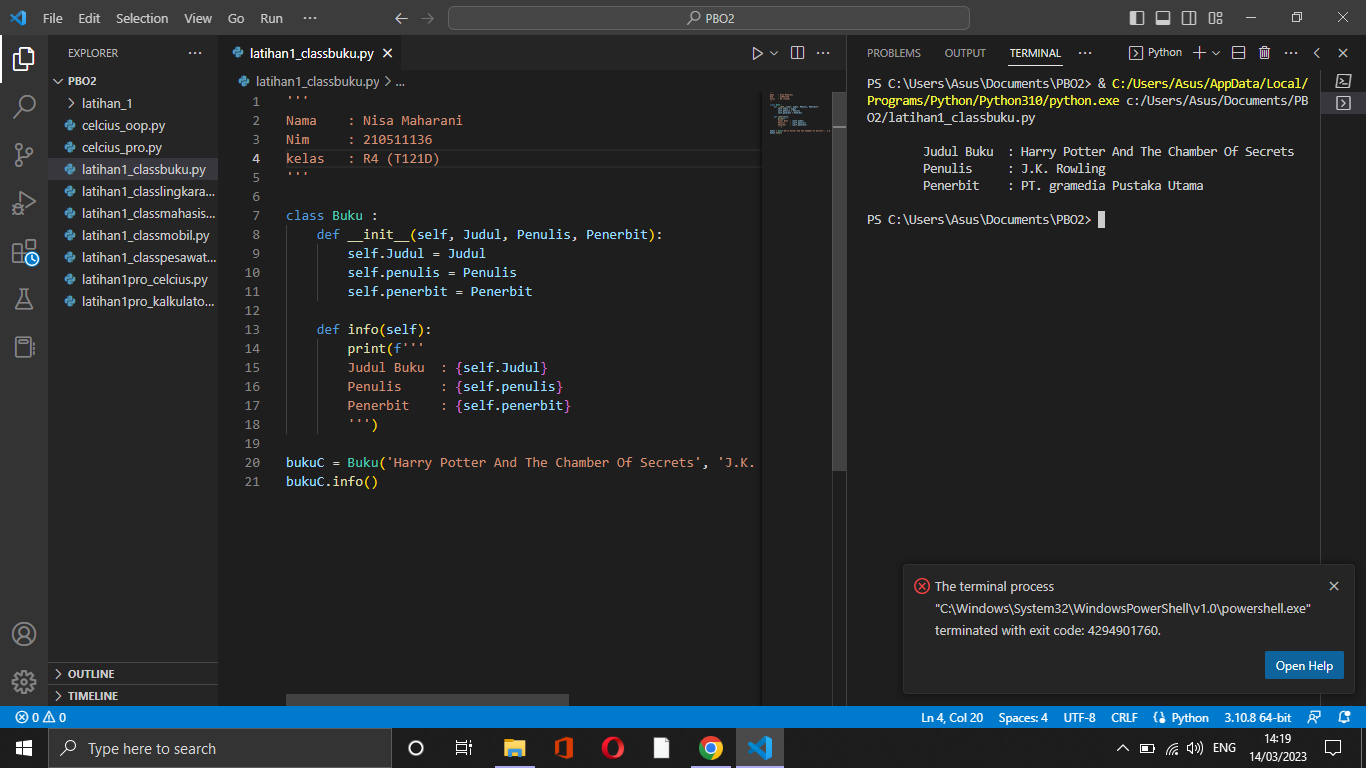 File Edit Selection View Go Run ··· PBO2
EXPLORER ···
PBO2
latihan_1
celcius_oop.py
celcius_pro.py
latihan1_classbuku.py
latihan1_classlingkara...
latihan1_classmahasis...
latihan1_classmobil.py
latihan1_classpesawat...
latihan1pro_celcius.py
latihan1pro_kalkulato...
OUTLINE
TIMELINE
latihan1_classbuku.py
latihan1_classbuku.py > ...
1 '''
2 Nama    : Nisa Maharani
3 Nim     : 210511136
4 kelas   : R4 (T121D)
5 '''
6
7 class Buku :
8     def __init__(self, Judul, Penulis, Penerbit):
9         self.Judul = Judul
10         self.penulis = Penulis
11         self.penerbit = Penerbit
12
13     def info(self):
14         print(f'''
15         Judul Buku  : {self.Judul}
16         Penulis     : {self.penulis}
17         Penerbit    : {self.penerbit}
18         ''')
19
20 bukuC = Buku('Harry Potter And The Chamber Of Secrets', 'J.K.
21 bukuC.info()
PROBLEMS OUTPUT TERMINAL ··· Python ···
PS C:\Users\Asus\Documents\PBO2> & C:/Users/Asus/AppData/Local/
Programs/Python/Python310/python.exe c:/Users/Asus/Documents/PB
O2/latihan1_classbuku.py
Judul Buku  : Harry Potter And The Chamber Of Secrets
Penulis     : J.K. Rowling
Penerbit    : PT. gramedia Pustaka Utama
PS C:\Users\Asus\Documents\PBO2>
The terminal process
"C:\Windows\System32\WindowsPowerShell\v1.0\powershell.exe"
terminated with exit code: 4294901760.
Open Help
0 0 Ln 4, Col 20 Spaces: 4 UTF-8 CRLF Python 3.10.8 64-bit
Type here to search ENG 14:19
14/03/2023